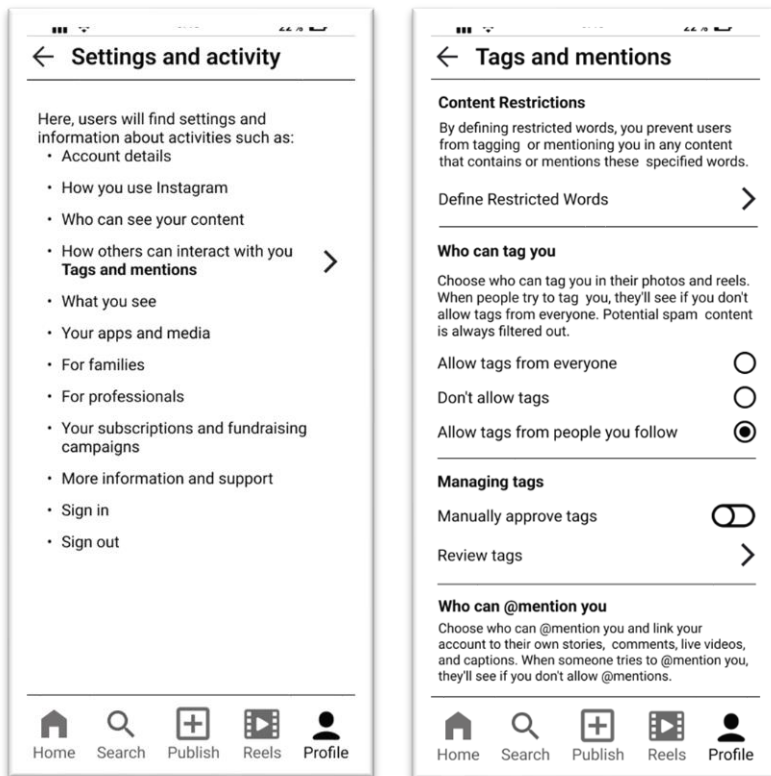 Settings and activity
Here, users will find settings and
information about activities such as:
• Account details
• How you use Instagram
• Who can see your content
• How others can interact with you
Tags and mentions
• What you see
• Your apps and media
• For families
• For professionals
• Your subscriptions and fundraising
campaigns
• More information and support
• Sign in
• Sign out
Home Search Publish Reels Profile
Tags and mentions
Content Restrictions
By defining restricted words, you prevent users
from tagging or mentioning you in any content
that contains or mentions these specified words.
Define Restricted Words
Who can tag you
Choose who can tag you in their photos and reels.
When people try to tag you, they'll see if you don't
allow tags from everyone. Potential spam content
is always filtered out.
Allow tags from everyone
Don't allow tags
Allow tags from people you follow
Managing tags
Manually approve tags
Review tags
Who can @mention you
Choose who can @mention you and link your
account to their own stories, comments, live videos,
and captions. When someone tries to @mention you,
they'll see if you don't allow @mentions.
Home Search Publish Reels Profile